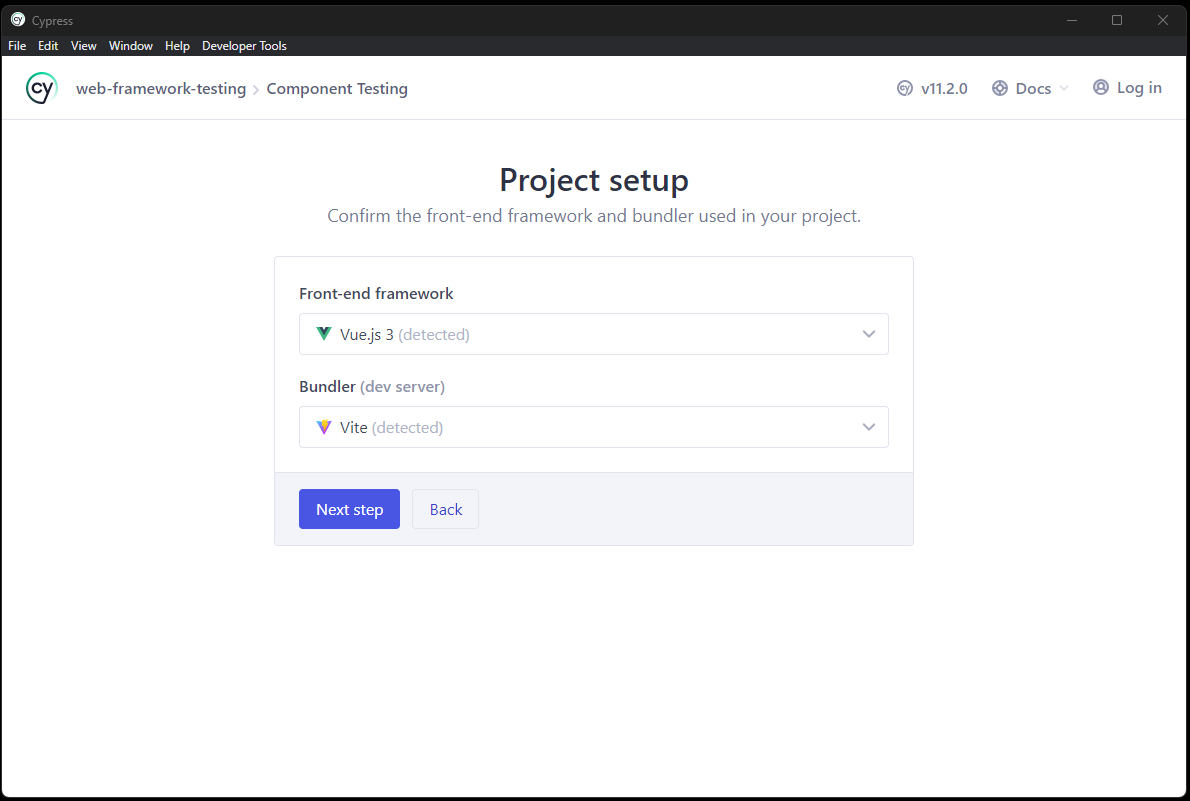 Cypress
File Edit View Window Help Developer Tools
cy web-framework-testing > Component Testing v11.2.0 Docs Log in
Project setup
Confirm the front-end framework and bundler used in your project.
Front-end framework
Vue.js 3 (detected)
Bundler (dev server)
Vite (detected)
Next step Back